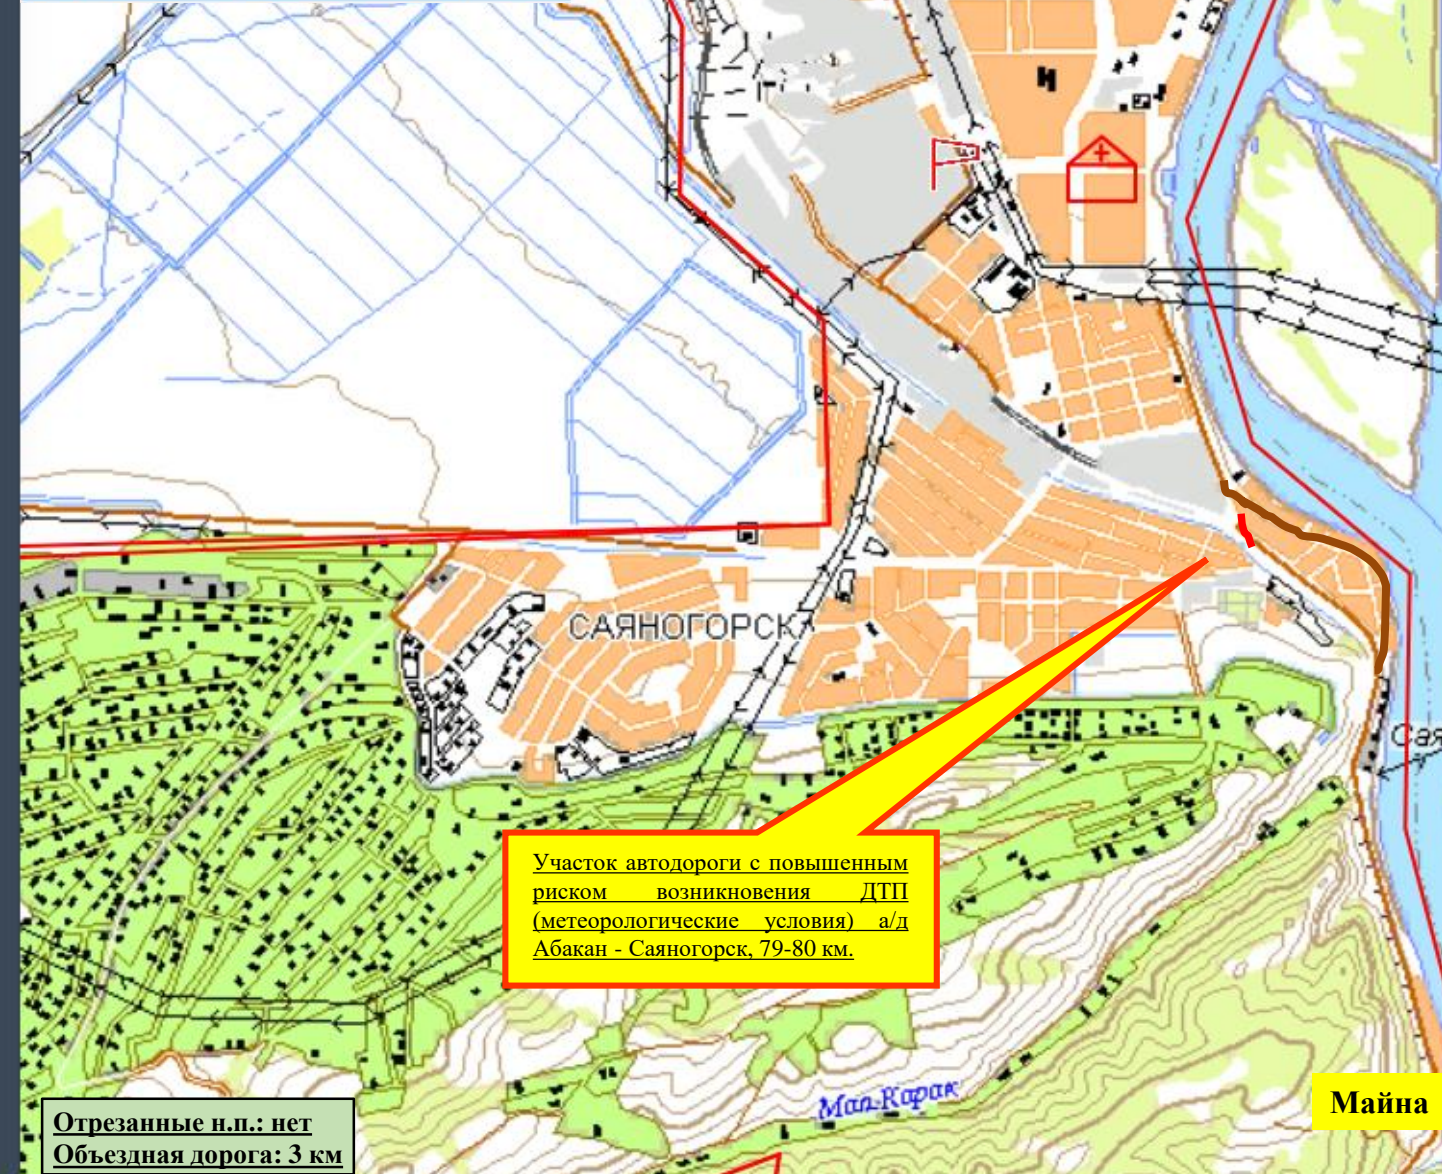 САЯНОГОРСК
Сая
Участок автодороги с повышенным
риском возникновения ДТП
(метеорологические условия) а/д
Абакан - Саяногорск, 79-80 км.
Мал.Карак
Майна
Отрезанные н.п.: нет
Объездная дорога: 3 км